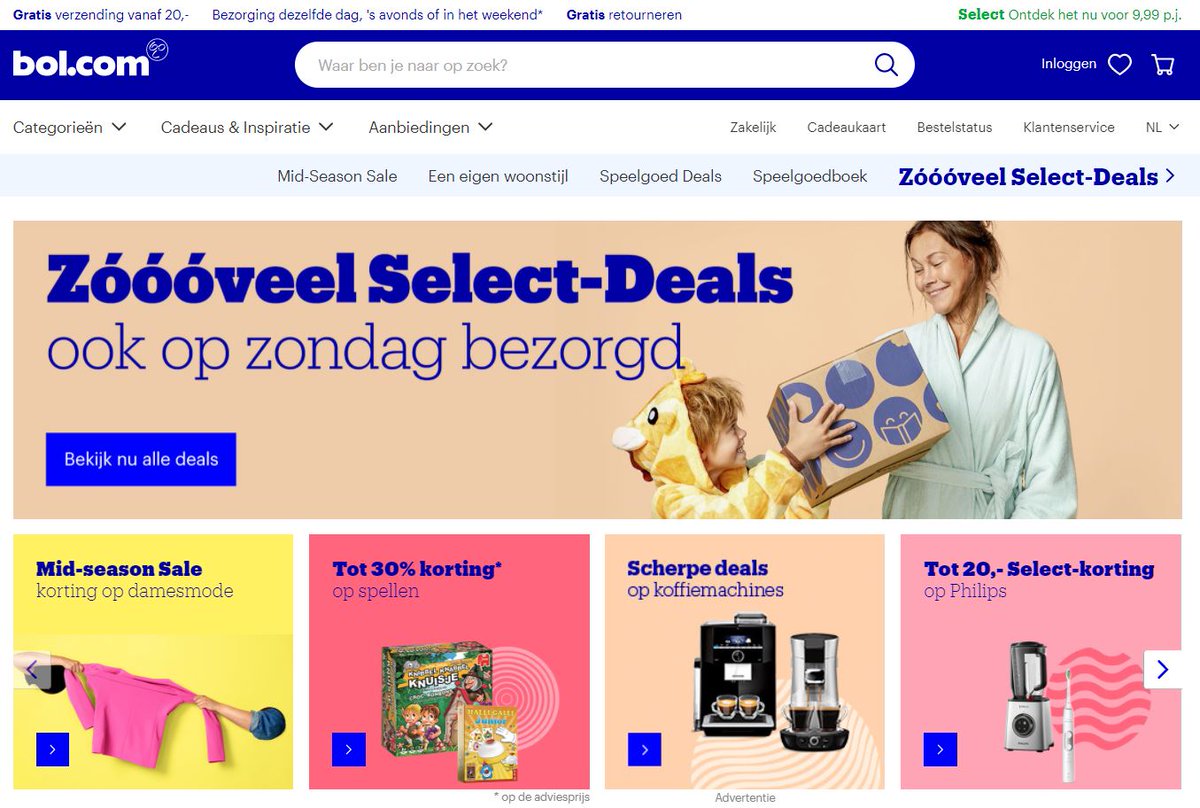 Gratis verzending vanaf 20,- Bezorging dezelfde dag, 's avonds of in het weekend* Gratis retourneren Select Ontdek het nu voor 9,99 p.j.
bol.com
Waar ben je naar op zoek?
Inloggen
Categorieën Cadeaus & Inspiratie Aanbiedingen Zakelijk Cadeaukaart Bestelstatus Klantenservice NL
Mid-Season Sale Een eigen woonstijl Speelgoed Deals Speelgoedboek Zóóóveel Select-Deals
Zóóóveel Select-Deals
ook op zondag bezorgd
Bekijk nu alle deals
Mid-season Sale
korting op damesmode
Tot 30% korting*
op spellen
KNIBBEL KNABBEL
KNUISJE
HALLI GALLI
Junior
* op de adviesprijs
Scherpe deals
op koffiemachines
Advertentie
Tot 20,- Select-korting
op Philips